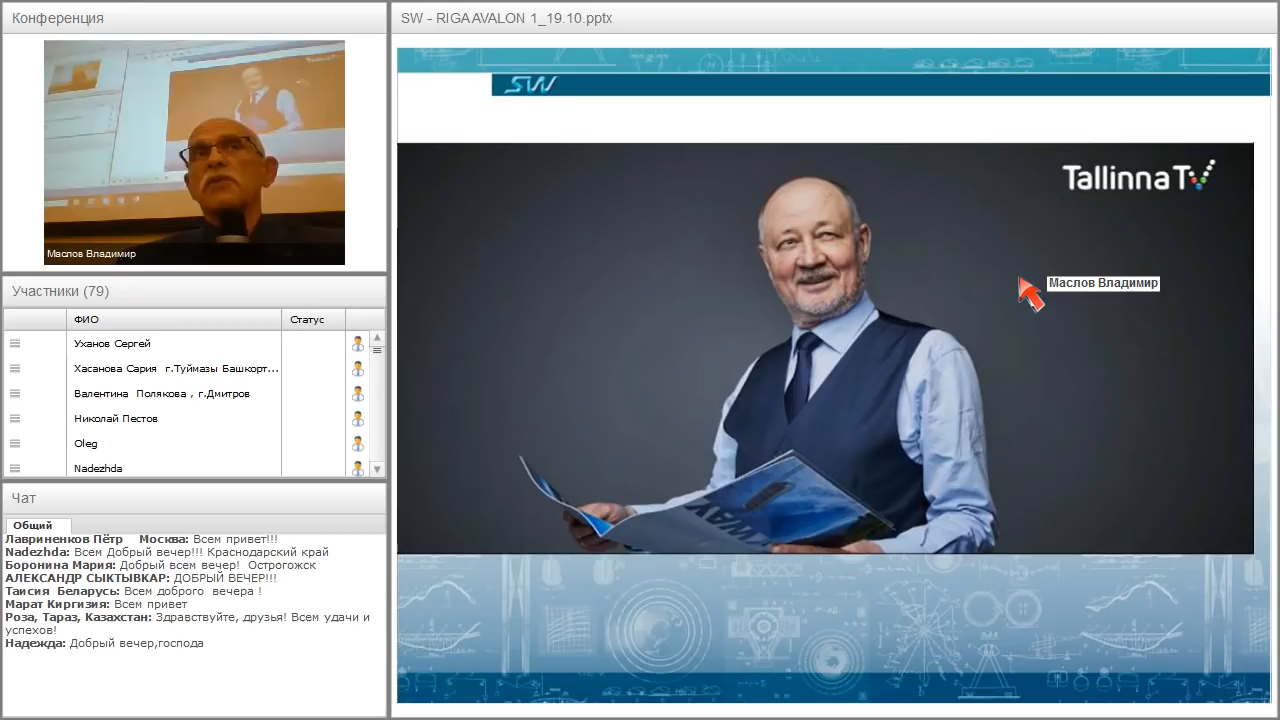 Конференция
Маслов Владимир
Участники (79)
ФИО
Статус
Уханов Сергей
Хасанова Сария г.Туймазы Башкорт...
Валентина Полякова , г.Дмитров
Николай Пестов
Oleg
Nadezhda
Чат
Общий
Лавриненков Пётр Москва: Всем привет!!!
Nadezhda: Всем Добрый вечер!!! Краснодарский край
Боронина Мария: Добрый всем вечер! Острогожск
АЛЕКСАНДР СЫКТЫВКАР: ДОБРЫЙ ВЕЧЕР!!!
Таисия Беларусь: Всем доброго вечера !
Марат Киргизия: Всем привет
Роза, Тараз, Казахстан: Здравствуйте, друзья! Всем удачи и
успехов!
Надежда: Добрый вечер,господа
SW - RIGA AVALON 1_19.10.pptx
SW
Tallinna TV
Маслов Владимир
WAY